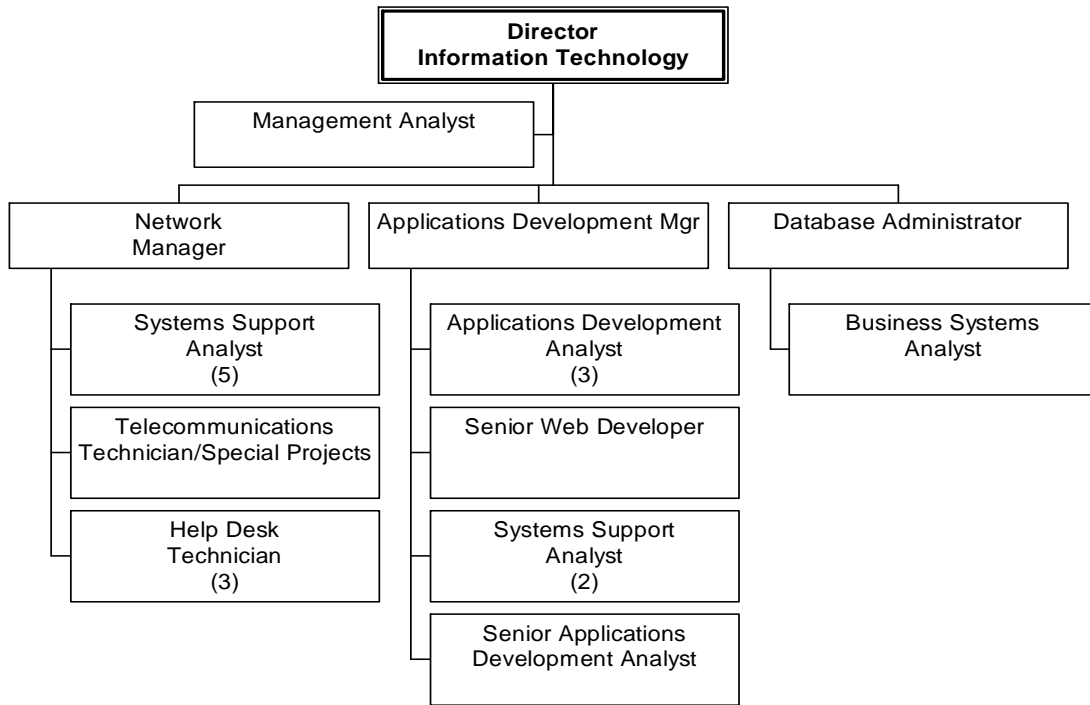 Director
Information Technology
Management Analyst
Network
Manager
Applications Development Mgr
Database Administrator
Systems Support
Analyst
(5)
Telecommunications
Technician/Special Projects
Help Desk
Technician
(3)
Applications Development
Analyst
(3)
Senior Web Developer
Systems Support
Analyst
(2)
Senior Applications
Development Analyst
Business Systems
Analyst